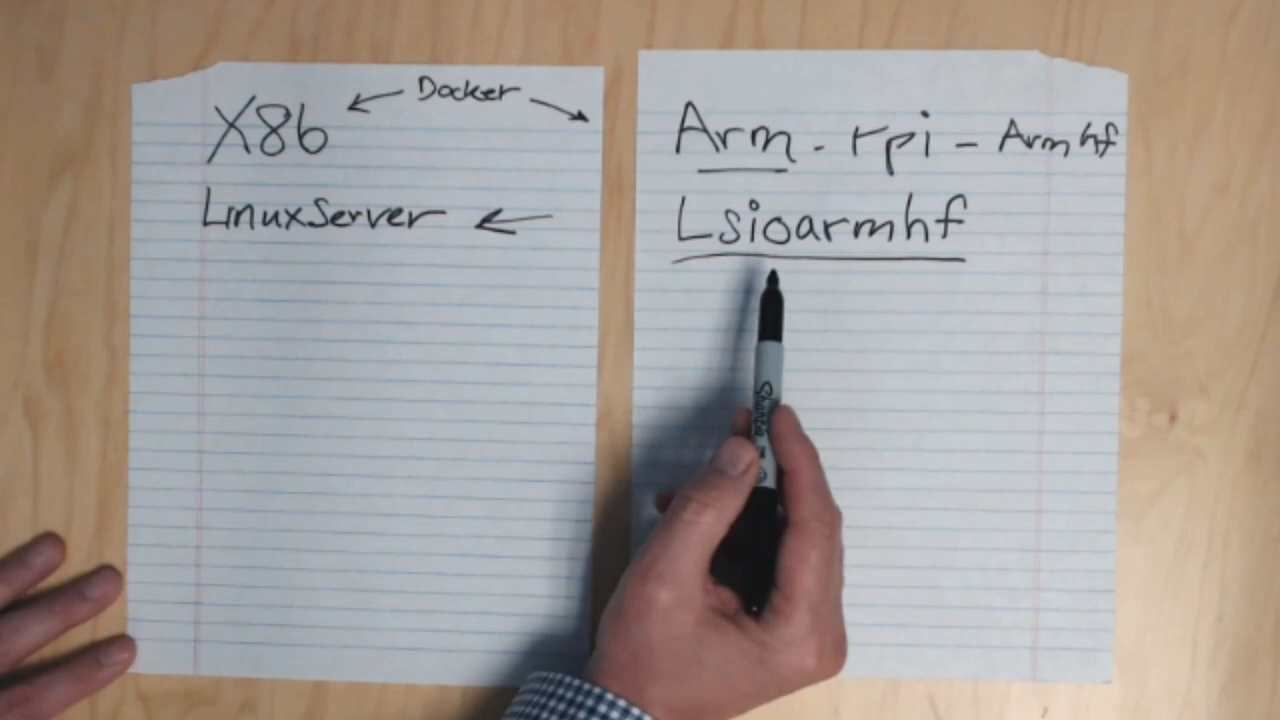 X86 ← Docker →
LinuxServer ←
Arm - rpi - Armhf
Lsioarmhf
Sharpie